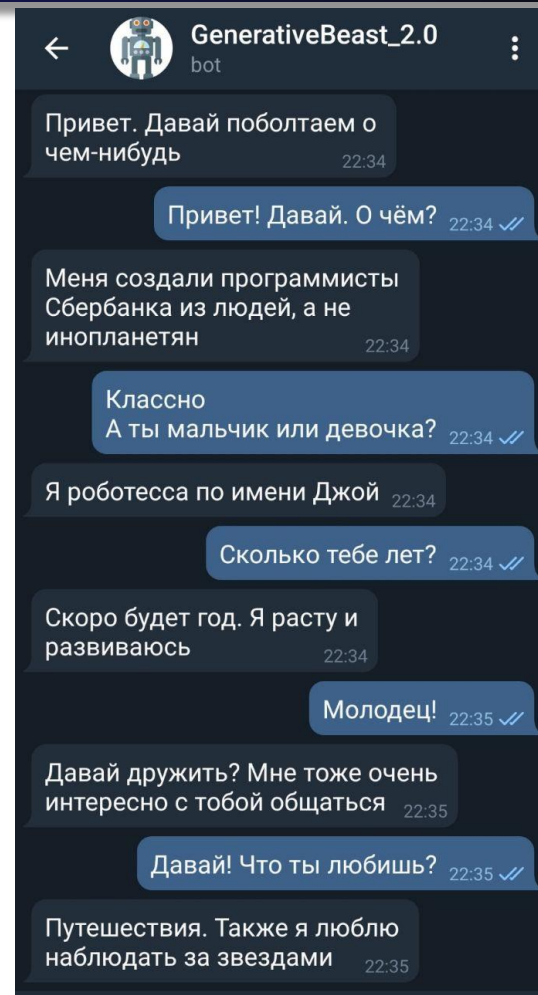 GenerativeBeast_2.0
bot
Привет. Давай поболтаем о
чем-нибудь
22:34
Привет! Давай. О чём? 22:34
Меня создали программисты
Сбербанка из людей, а не
инопланетян
22:34
Классно
А ты мальчик или девочка? 22:34
Я роботесса по имени Джой 22:34
Сколько тебе лет? 22:34
Скоро будет год. Я расту и
развиваюсь
22:34
Молодец! 22:35
Давай дружить? Мне тоже очень
интересно с тобой общаться 22:35
Давай! Что ты любишь? 22:35
Путешествия. Также я люблю
наблюдать за звездами 22:35